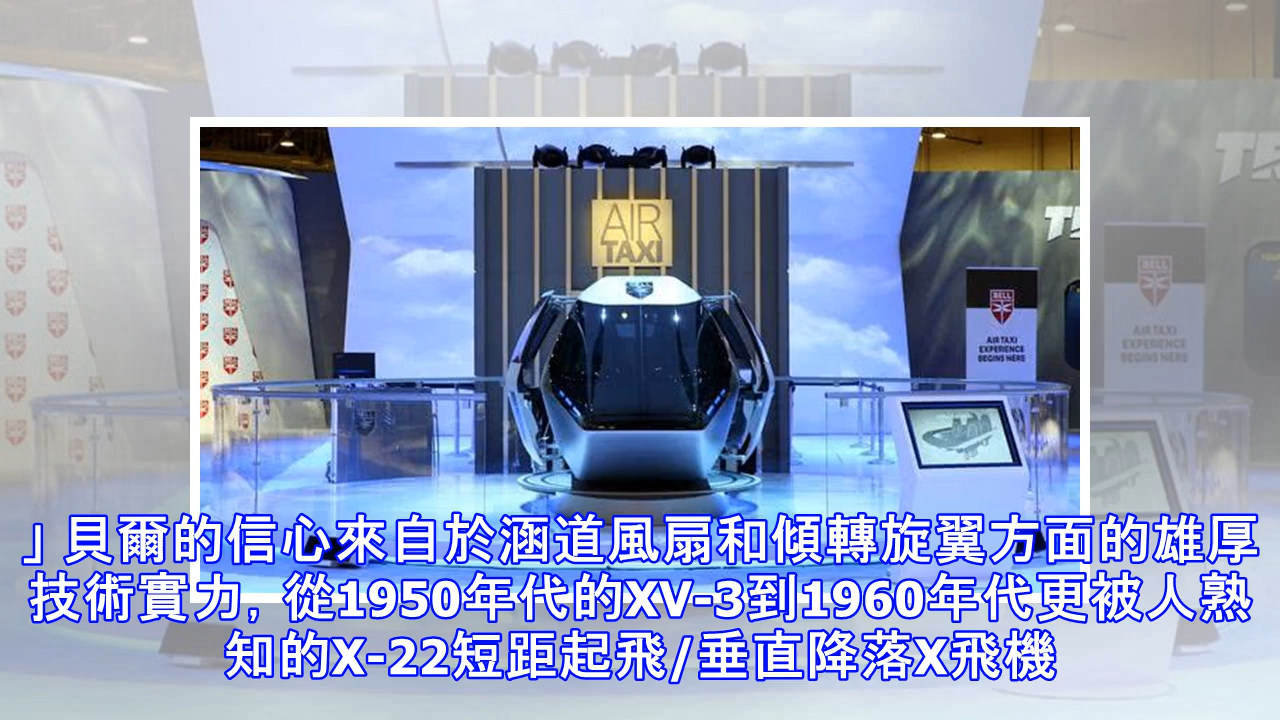 AIR
TAXI
BELL
AIR TAXI
EXPERIENCE
BEGINS HERE
」貝爾的信心來自於涵道風扇和傾轉旋翼方面的雄厚
技術實力, 從1950年代的XV-3到1960年代更被人熟
知的X-22短距起飛/垂直降落X飛機